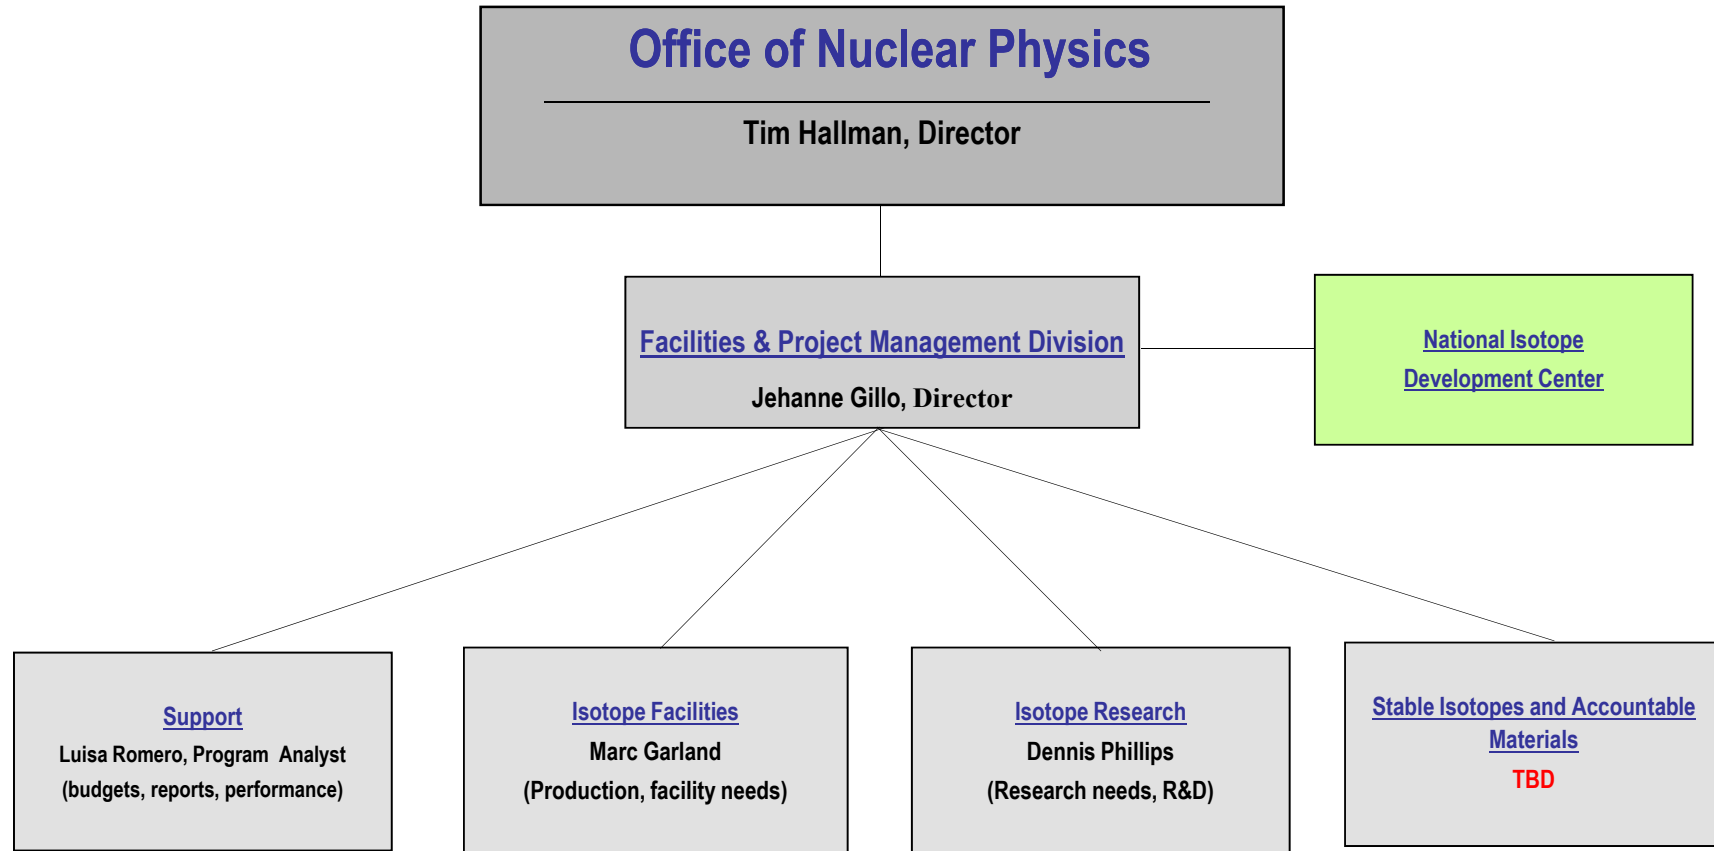 Office of Nuclear Physics
Tim Hallman, Director
Facilities & Project Management Division
Jehanne Gillo, Director
National Isotope
Development Center
Support
Luisa Romero, Program Analyst
(budgets, reports, performance)
Isotope Facilities
Marc Garland
(Production, facility needs)
Isotope Research
Dennis Phillips
(Research needs, R&D)
Stable Isotopes and Accountable
Materials
TBD